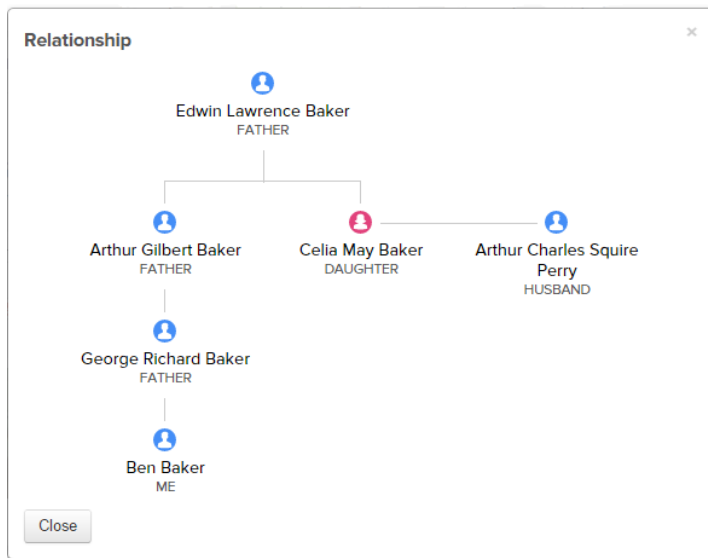 Relationship
×
Edwin Lawrence Baker
FATHER
Arthur Gilbert Baker
FATHER
Celia May Baker
DAUGHTER
Arthur Charles Squire
Perry
HUSBAND
George Richard Baker
FATHER
Ben Baker
ME
Close